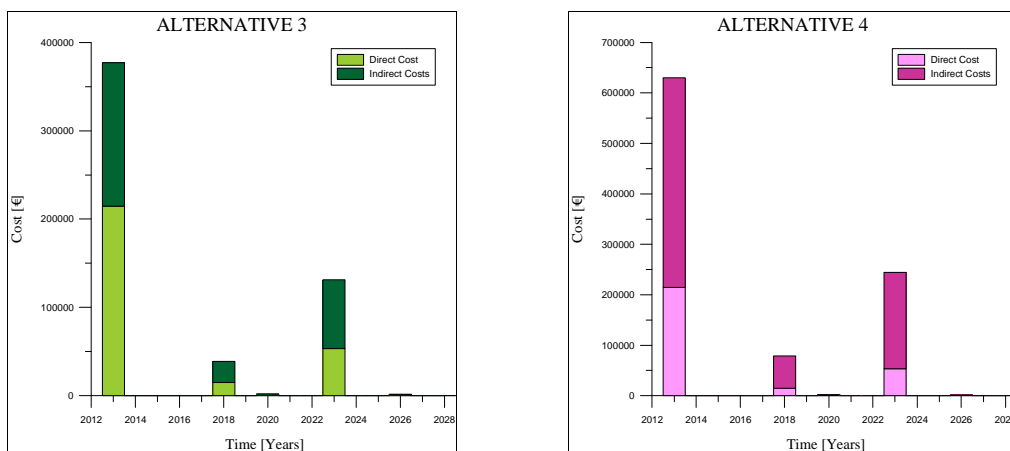 ALTERNATIVE 3
400000
300000
200000
100000
0
Cost [€]
Direct Cost
Indirect Costs
2012 2014 2016 2018 2020 2022 2024 2026 2028
Time [Years]
ALTERNATIVE 4
700000
600000
500000
400000
300000
200000
100000
0
Cost [€]
Direct Cost
Indirect Costs
2012 2014 2016 2018 2020 2022 2024 2026 202
Time [Years]